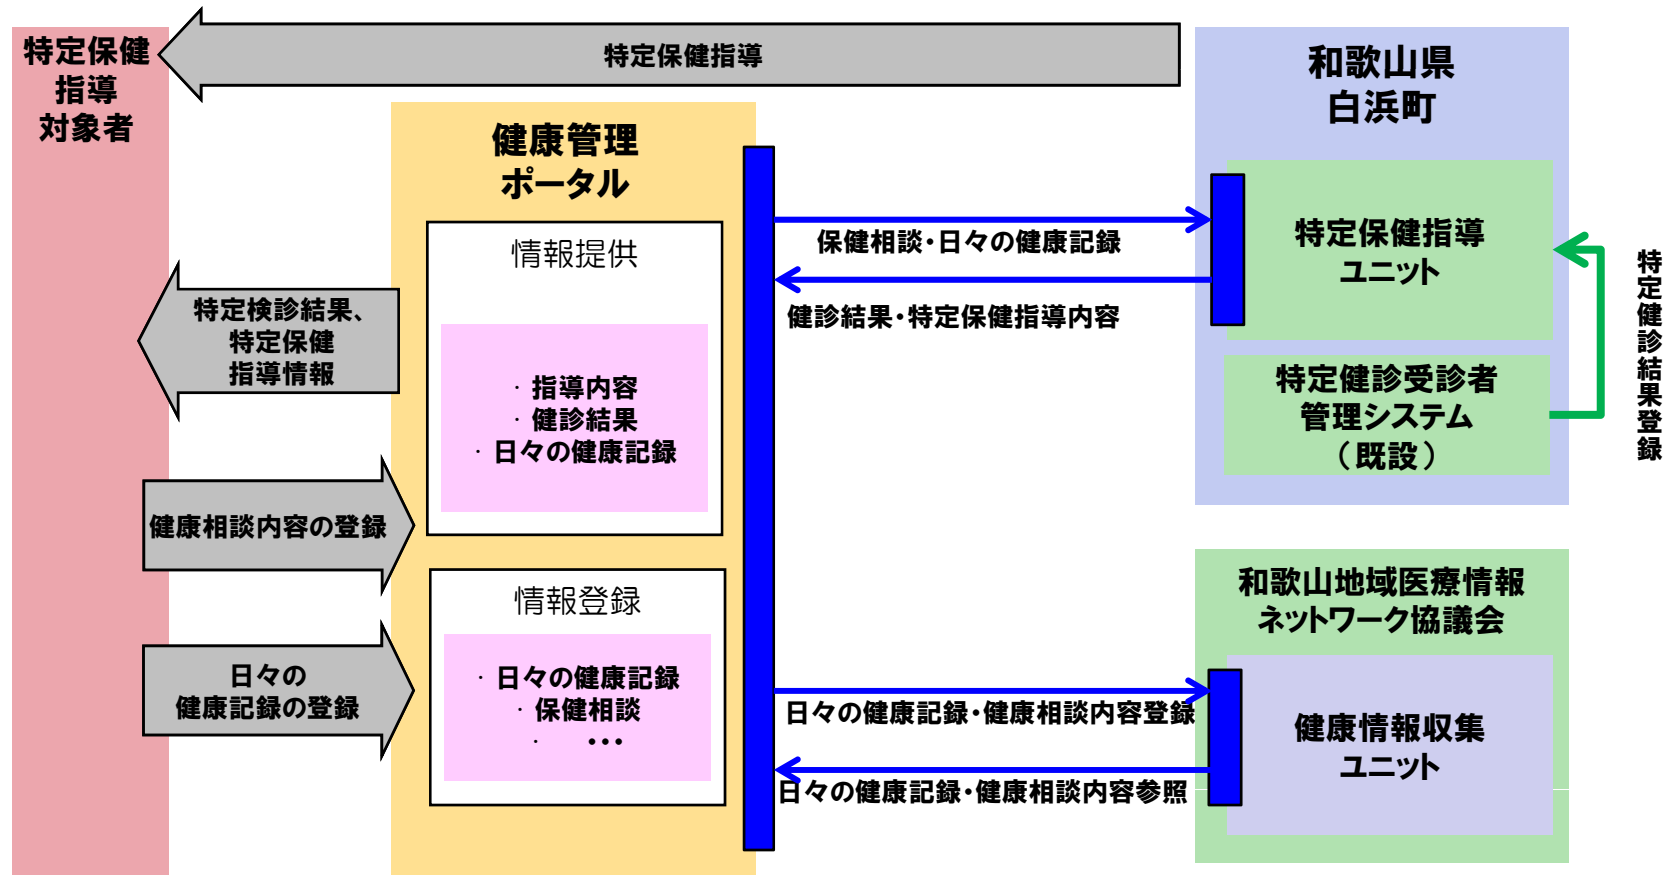 特定保健
指導
対象者
特定保健指導
和歌山県
白浜町
健康管理
ポータル
情報提供
・指導内容
・健診結果
・日々の健康記録
特定検診結果、
特定保健
指導情報
健康相談内容の登録
日々の
健康記録の登録
情報登録
・日々の健康記録
・保健相談
・ ・・・
保健相談・日々の健康記録
健診結果・特定保健指導内容
特定保健指導
ユニット
特定健診受診者
管理システム
（既設）
特定健診結果登録
和歌山地域医療情報
ネットワーク協議会
日々の健康記録・健康相談内容登録
日々の健康記録・健康相談内容参照
健康情報収集
ユニット